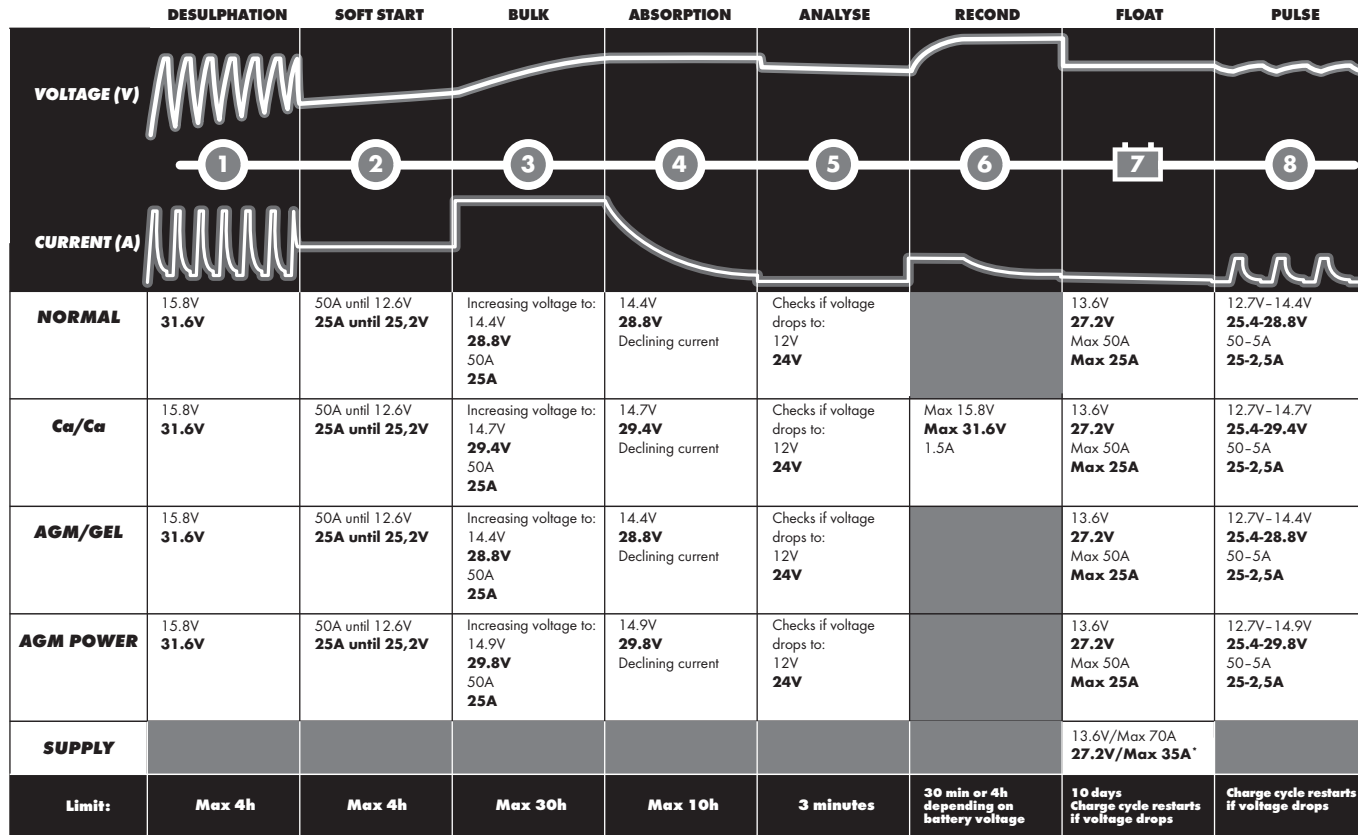 DESULPHATION SOFT START BULK ABSORPTION ANALYSE RECOND FLOAT PULSE
VOLTAGE (V)
1 2 3 4 5 6 7 8
CURRENT (A)
NORMAL
15.8V
31.6V
50A until 12.6V
25A until 25,2V
Increasing voltage to:
14.4V
28.8V
50A
25A
14.4V
28.8V
Declining current
Checks if voltage
drops to:
12V
24V
13.6V
27.2V
Max 50A
Max 25A
12.7V–14.4V
25.4-28.8V
50–5A
25-2,5A
Ca/Ca
15.8V
31.6V
50A until 12.6V
25A until 25,2V
Increasing voltage to:
14.7V
29.4V
50A
25A
14.7V
29.4V
Declining current
Checks if voltage
drops to:
12V
24V
Max 15.8V
Max 31.6V
1.5A
13.6V
27.2V
Max 50A
Max 25A
12.7V–14.7V
25.4-29.4V
50–5A
25-2,5A
AGM/GEL
15.8V
31.6V
50A until 12.6V
25A until 25,2V
Increasing voltage to:
14.4V
28.8V
50A
25A
14.4V
28.8V
Declining current
Checks if voltage
drops to:
12V
24V
13.6V
27.2V
Max 50A
Max 25A
12.7V–14.4V
25.4-28.8V
50–5A
25-2,5A
AGM POWER
15.8V
31.6V
50A until 12.6V
25A until 25,2V
Increasing voltage to:
14.9V
29.8V
50A
25A
14.9V
29.8V
Declining current
Checks if voltage
drops to:
12V
24V
13.6V
27.2V
Max 50A
Max 25A
12.7V–14.9V
25.4-29.8V
50–5A
25-2,5A
SUPPLY
13.6V/Max 70A
27.2V/Max 35A*
Limit:
Max 4h
Max 4h
Max 30h
Max 10h
3 minutes
30 min or 4h
depending on
battery voltage
10 days
Charge cycle restarts
if voltage drops
Charge cycle restarts
if voltage drops